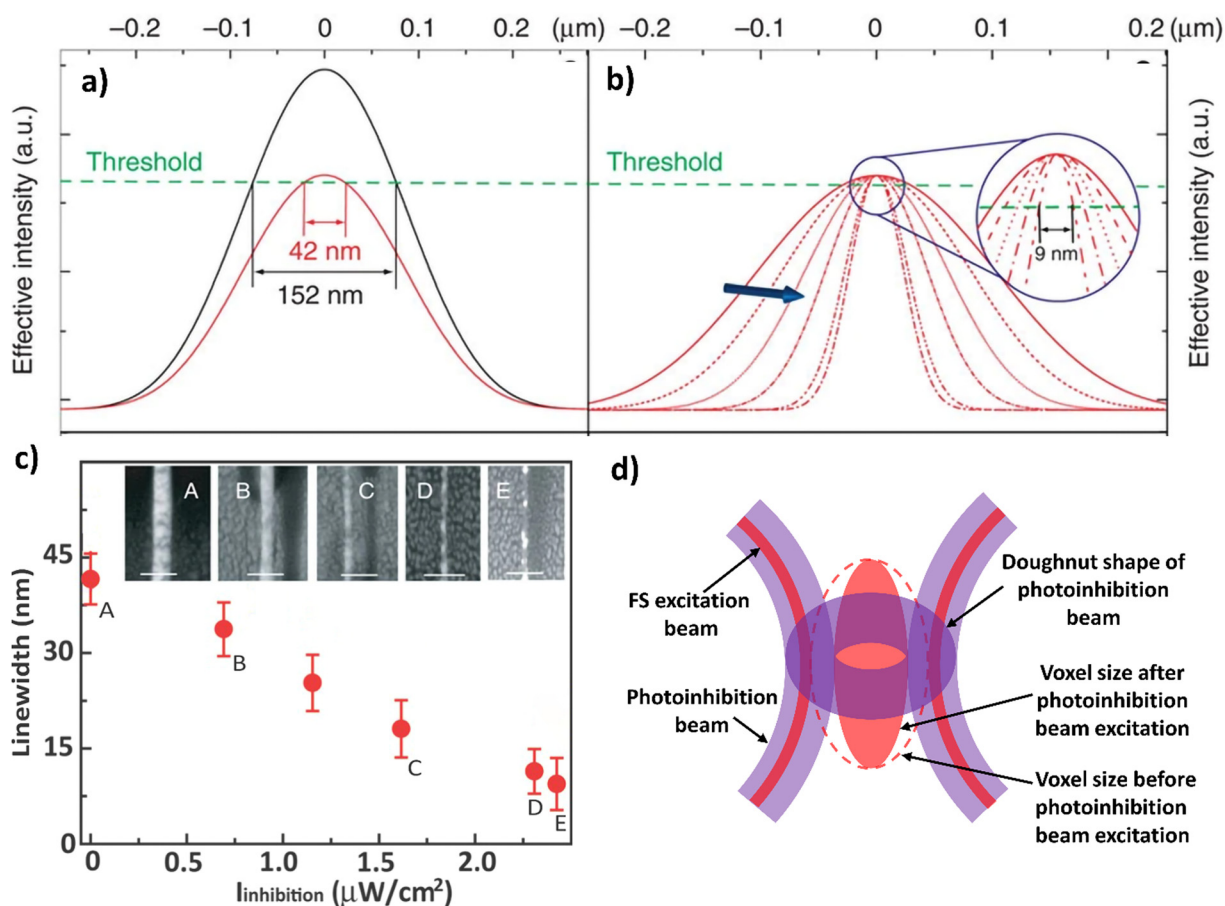 −0.2 −0.1 0 0.1 0.2 (μm)
−0.2 −0.1 0 0.1 0.2
(μm)
a)
b)
Effective intensity (a.u.)
Threshold
42 nm
152 nm
Threshold
9 nm
Effective intensity (a.u.)
c)
Linewidth (nm)
45
30
15
0
A B C D E
A
B
C
D
E
0 0.5 1.0 1.5 2.0
Iinhibition (μW/cm²)
d)
FS excitation
beam
Photoinhibition
beam
Doughnut shape of
photoinhibition
beam
Voxel size after
photoinhibition
beam excitation
Voxel size before
photoinhibition
beam excitation